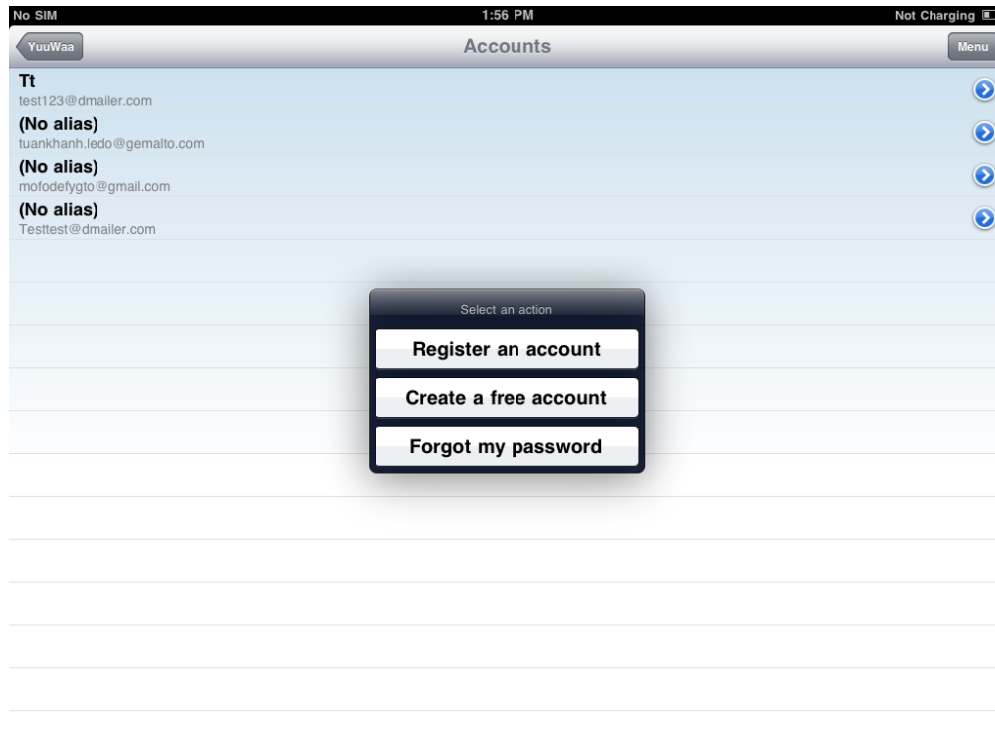 No SIM 1:56 PM Not Charging
YuuWaa Accounts Menu
Tt
test123@dmailer.com
(No alias)
tuankhanh.ledo@gemalto.com
(No alias)
mofodefygto@gmail.com
(No alias)
Testtest@dmailer.com
Select an action
Register an account
Create a free account
Forgot my password